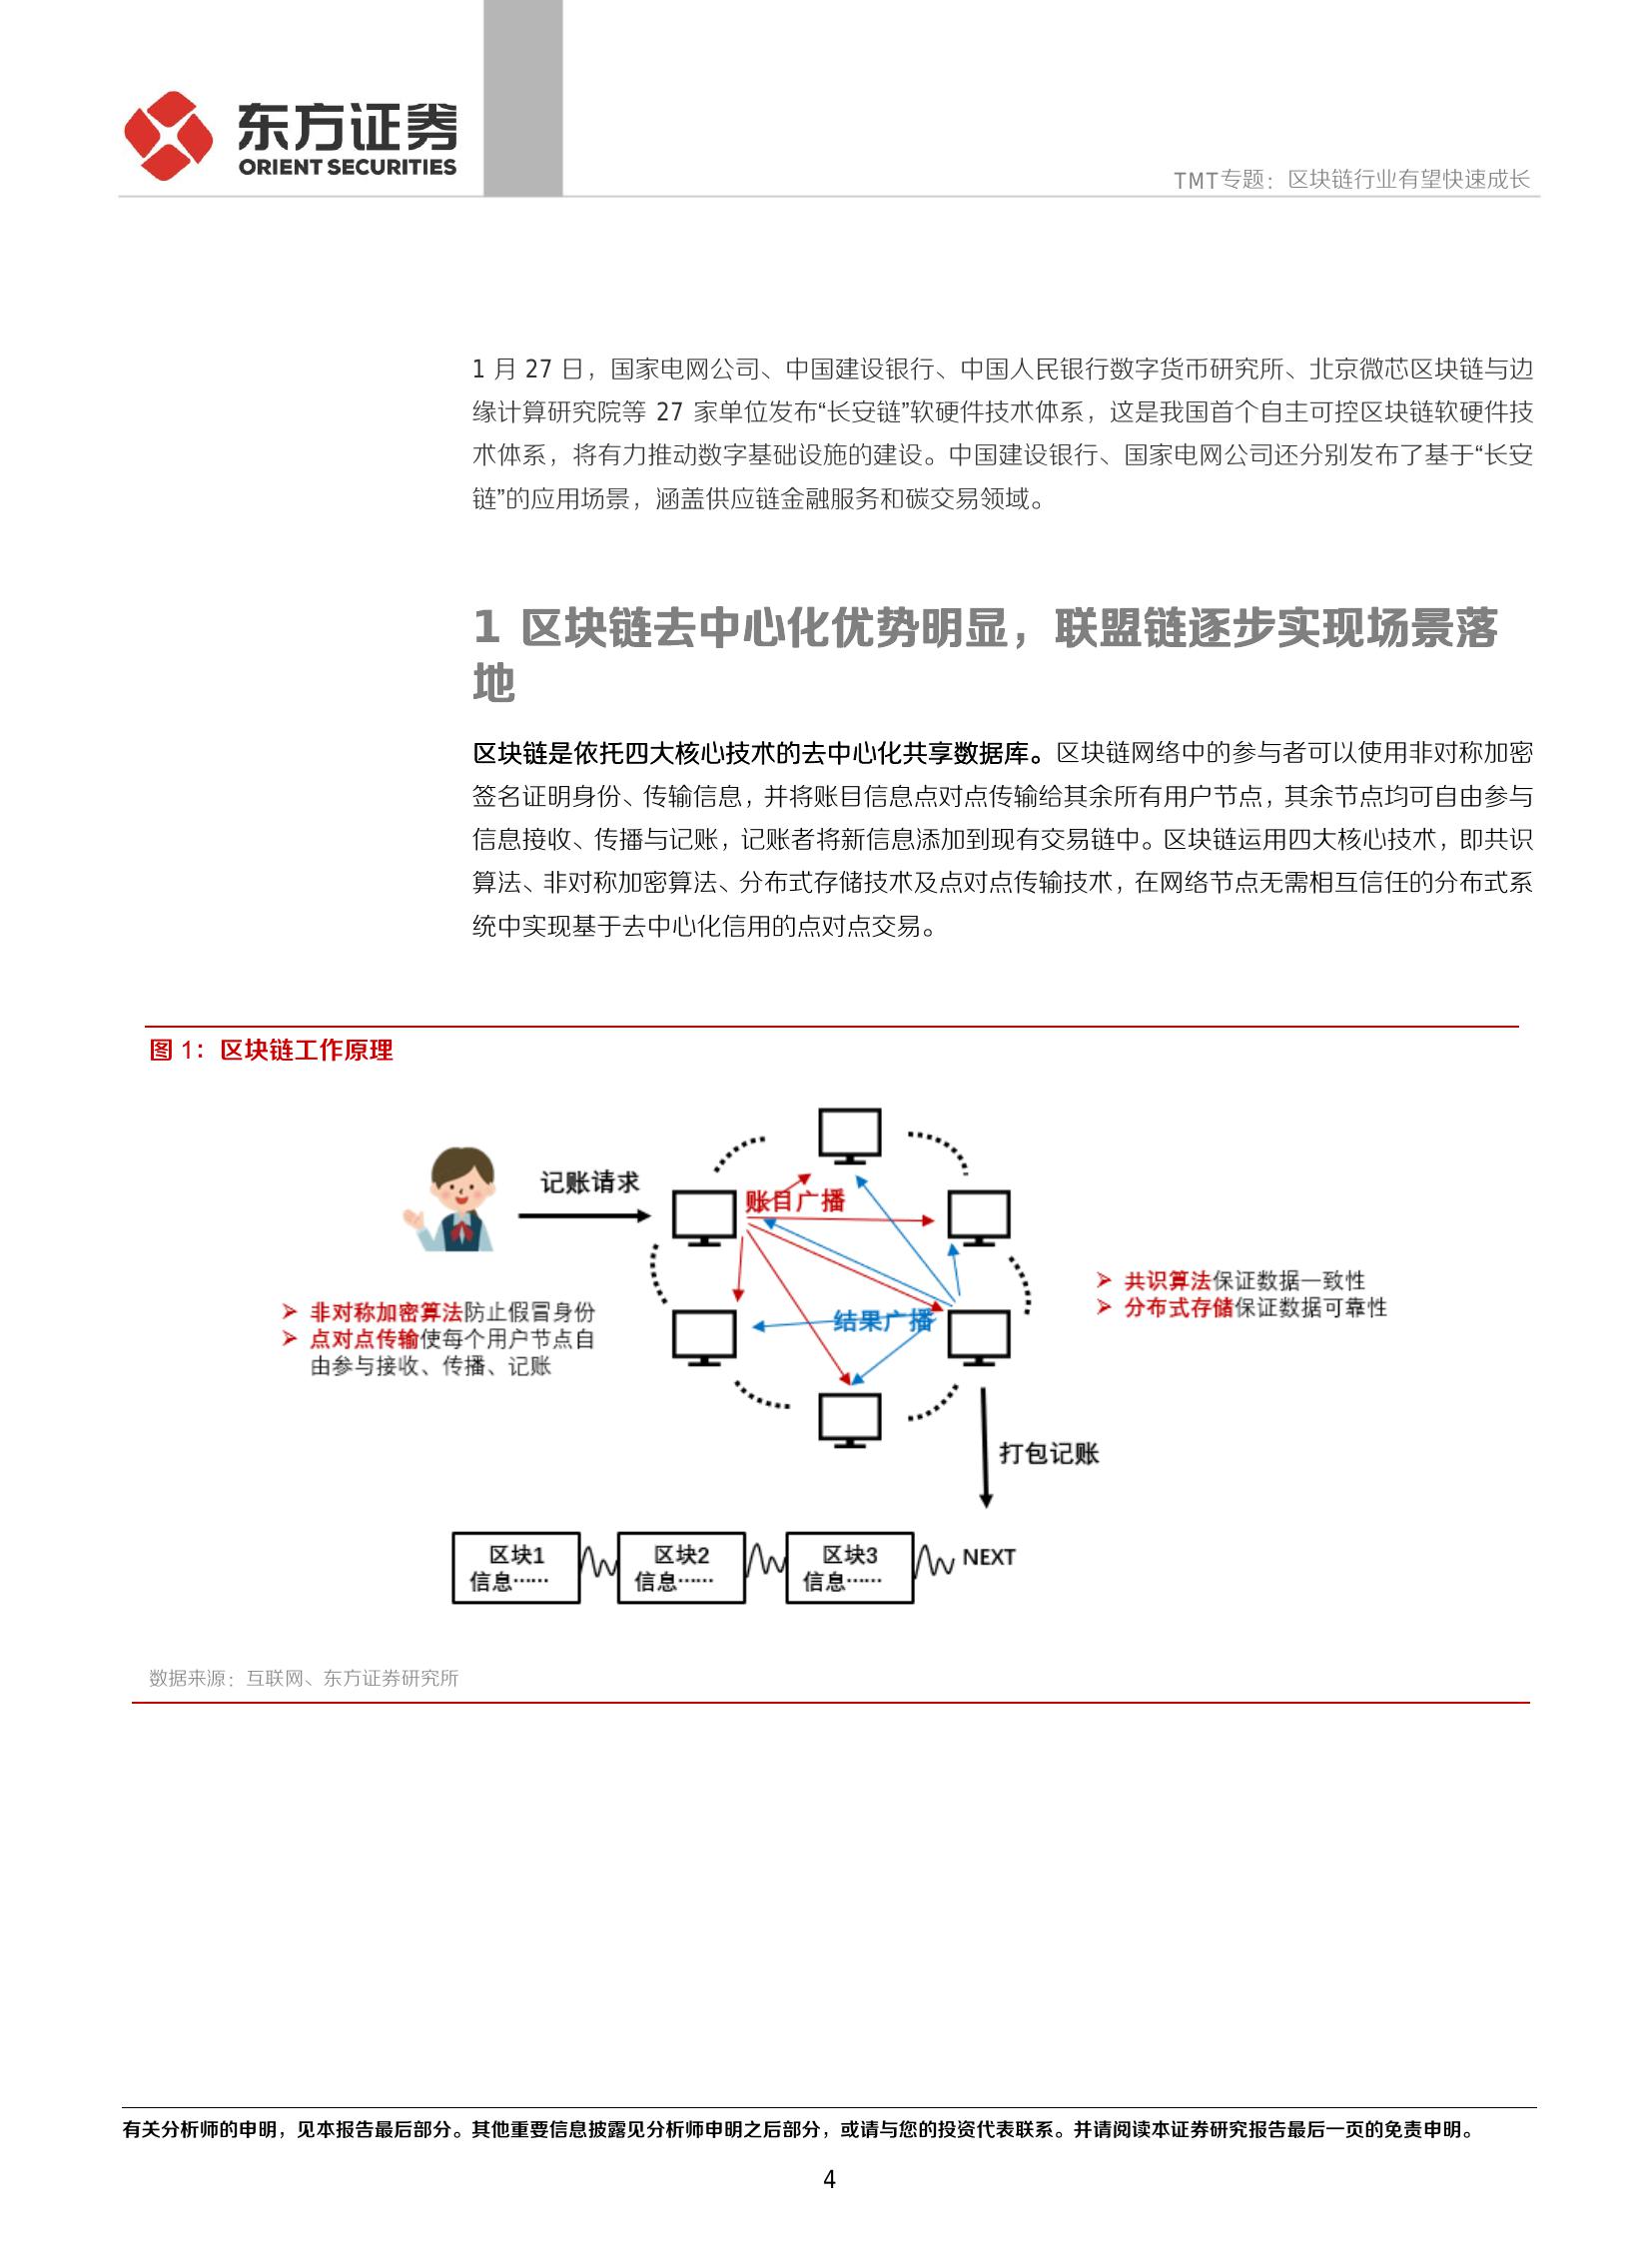 东方证券
ORIENT SECURITIES
TMT专题：区块链行业有望快速成长
1 月 27 日，国家电网公司、中国建设银行、中国人民银行数字货币研究所、北京微芯区块链与边
缘计算研究院等 27 家单位发布“长安链”软硬件技术体系，这是我国首个自主可控区块链软硬件技
术体系，将有力推动数字基础设施的建设。中国建设银行、国家电网公司还分别发布了基于“长安
链”的应用场景，涵盖供应链金融服务和碳交易领域。
1 区块链去中心化优势明显，联盟链逐步实现场景落
地
区块链是依托四大核心技术的去中心化共享数据库。区块链网络中的参与者可以使用非对称加密
签名证明身份、传输信息，并将账目信息点对点传输给其余所有用户节点，其余节点均可自由参与
信息接收、传播与记账，记账者将新信息添加到现有交易链中。区块链运用四大核心技术，即共识
算法、非对称加密算法、分布式存储技术及点对点传输技术，在网络节点无需相互信任的分布式系
统中实现基于去中心化信用的点对点交易。
图 1：区块链工作原理
记账请求
账目广播
结果广播
➢ 非对称加密算法防止假冒身份
➢ 点对点传输使每个用户节点自
由参与接收、传播、记账
➢ 共识算法保证数据一致性
➢ 分布式存储保证数据可靠性
打包记账
区块1
信息……
区块2
信息……
区块3
信息……
NEXT
数据来源：互联网、东方证券研究所
有关分析师的申明，见本报告最后部分。其他重要信息披露见分析师申明之后部分，或请与您的投资代表联系。并请阅读本证券研究报告最后一页的免责申明。
4